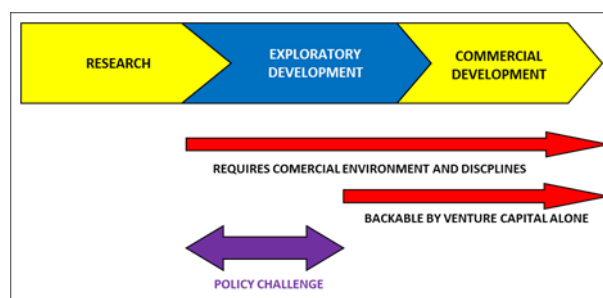 RESEARCH
EXPLORATORY
DEVELOPMENT
COMMERCIAL
DEVELOPMENT
REQUIRES COMERCIAL ENVIRONMENT AND DISCPLINES
BACKABLE BY VENTURE CAPITAL ALONE
POLICY CHALLENGE